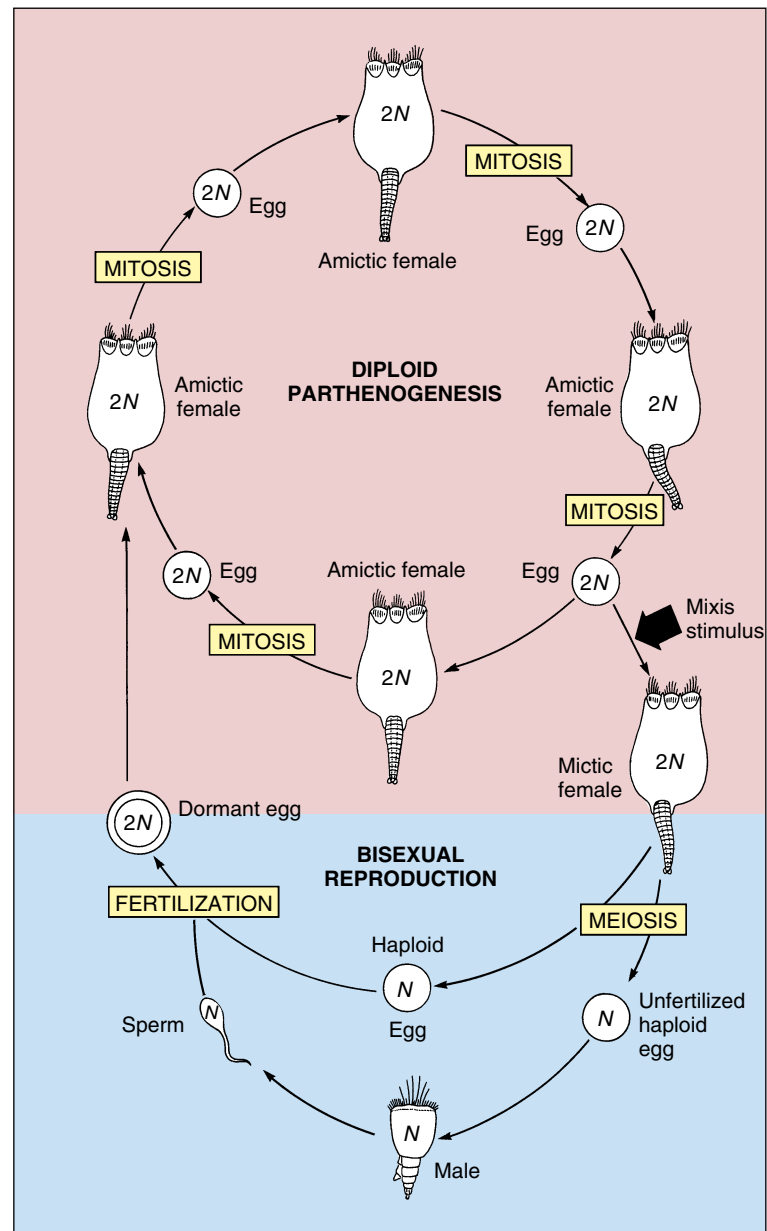 2N
MITOSIS
2N
Egg
Egg
2N
Amictic female
MITOSIS
DIPLOID
PARTHENOGENESIS
2N
Amictic
female
Amictic
female
2N
MITOSIS
2N
Egg
Amictic female
Egg
2N
Mixis
stimulus
MITOSIS
2N
Mictic
female
2N
2N
Dormant egg
BISEXUAL
REPRODUCTION
FERTILIZATION
MEIOSIS
Haploid
N
Egg
N
Unfertilized
haploid
egg
Sperm
N
N
Male